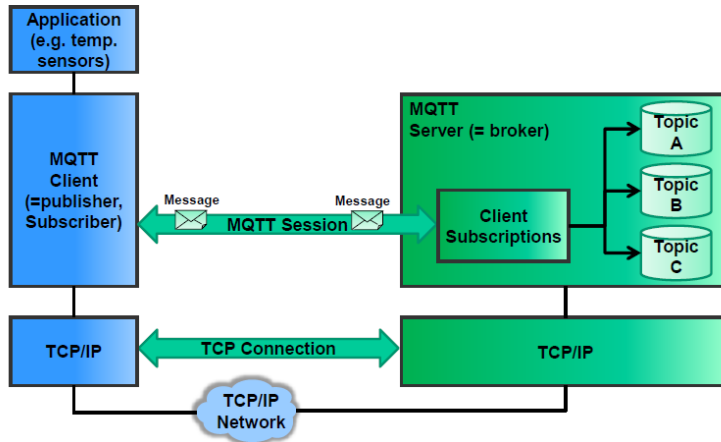 Application
(e.g. temp.
sensors)
MQTT
Client
(=publisher,
Subscriber)
Message
Message
MQTT Session
MQTT
Server (= broker)
Client
Subscriptions
Topic
A
Topic
B
Topic
C
TCP/IP
TCP Connection
TCP/IP
TCP/IP
Network